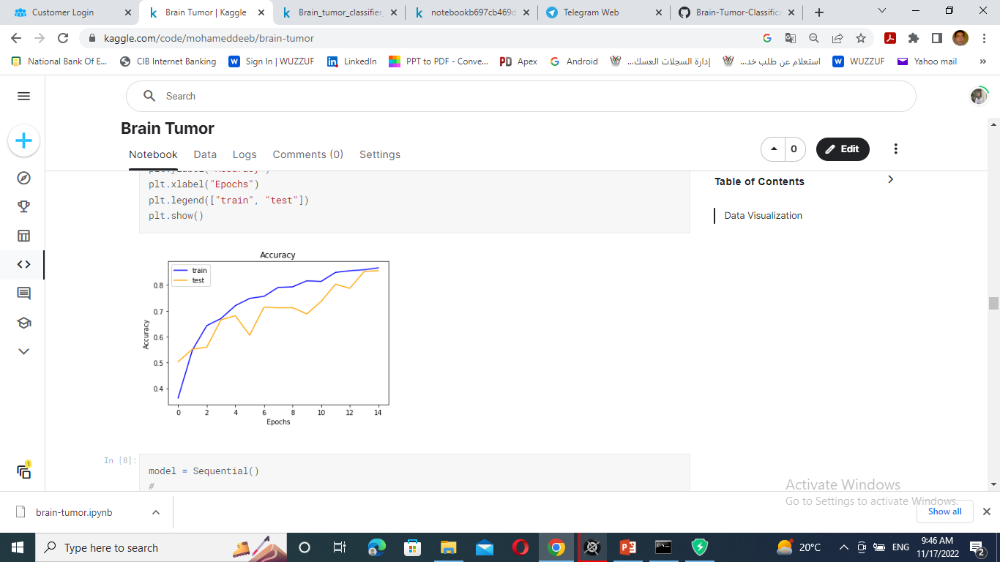 Customer Login
Brain Tumor | Kaggle
Brain_tumor_classifier_
notebookb697cb469d
Telegram Web
Brain-Tumor-Classifica
kaggle.com/code/mohameddeeb/brain-tumor
National Bank Of E...
CIB Internet Banking
Sign In | WUZZUF
LinkedIn
PPT to PDF - Conve...
Apex
Android
إدارة السجلات العسك...
استعلام عن طلب خد...
WUZZUF
Yahoo mail
»
Search
Brain Tumor
Notebook
Data
Logs
Comments (0)
Settings
0
Edit
plt.xlabel("Epochs")
plt.legend(["train", "test"])
plt.show()
Table of Contents
Data Visualization
Accuracy
train
test
0.8
0.7
0.6
0.5
0.4
Accuracy
0 2 4 6 8 10 12 14
Epochs
1
In [8]:
model = Sequential()
#
Activate Windows
Go to Settings to activate Windows.
brain-tumor.ipynb
Show all
Type here to search
20°C
ENG
9:46 AM
11/17/2022
2